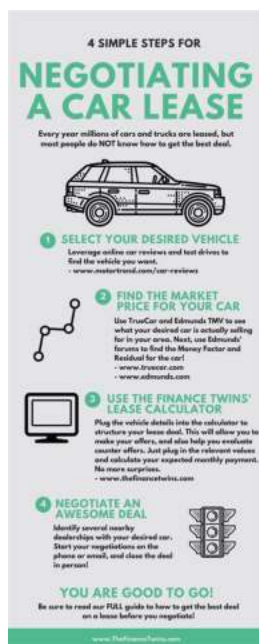 4 SIMPLE STEPS FOR
NEGOTIATING
A CAR LEASE
Every year millions of cars and trucks are leased, but
most people do NOT know how to get the best deal.
1 SELECT YOUR DESIRED VEHICLE
Leverage online car reviews and test drives to
find the vehicle you want.
- www.motortrend.com/car-reviews
2 FIND THE MARKET
PRICE FOR YOUR CAR
Use TrueCar and Edmunds TMV to see
what your desired car is actually selling
for in your area. Next, use Edmunds'
forums to find the Money Factor and
Residual for the car!
- www.truecar.com
- www.edmunds.com
3 USE THE FINANCE TWINS'
LEASE CALCULATOR
Plug the vehicle details into the calculator to
structure your lease deal. This will allow you to
make your offers, and also help you evaluate
counter offers. Just plug in the relevant values
and calculate your expected monthly payment.
No more surprises.
- www.thefinancetwins.com
4 NEGOTIATE AN
AWESOME DEAL
Identify several nearby
dealerships with your desired car.
Start your negotiations on the
phone or email, and close the deal
in person!
YOU ARE GOOD TO GO!
Be sure to read our FULL guide to how to get the best deal
on a lease before you negotiate!
www.TheFinanceTwins.com